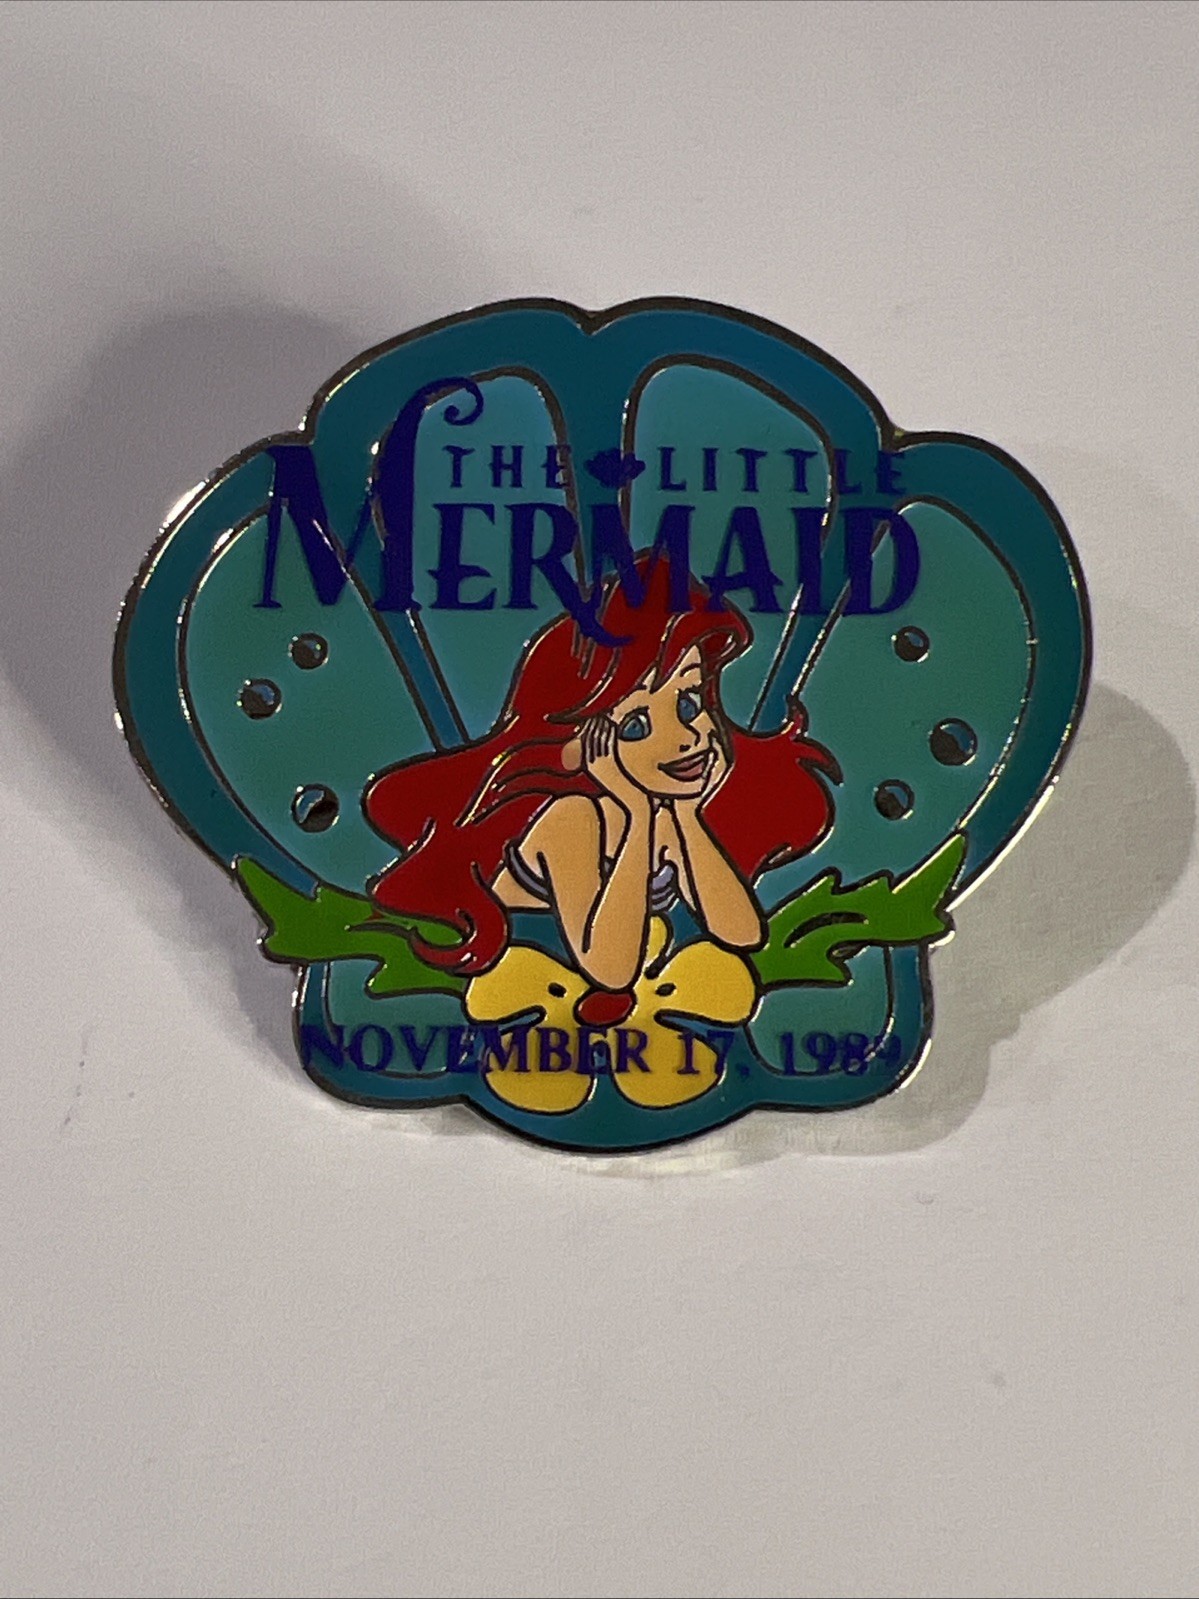 THE LITTLE
MERMAID
NOVEMBER 17, 1989